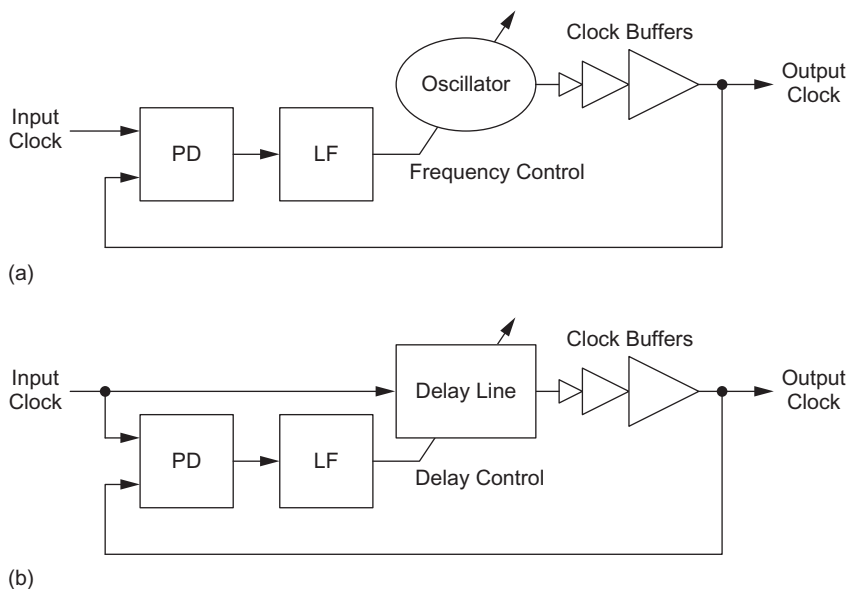 Clock Buffers
Oscillator
Output
Clock
Input
Clock
PD
LF
Frequency Control
(a)
Clock Buffers
Input
Clock
Delay Line
Output
Clock
PD
LF
Delay Control
(b)